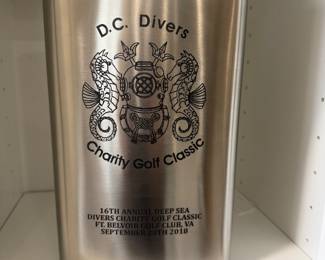 D.C. Divers
Charity Golf Classic
16TH ANNUAL DEEP SEA
DIVERS CHARITY GOLF CLASSIC
FT. BELVOIR GOLF CLUB, VA
SEPTEMBER 2018